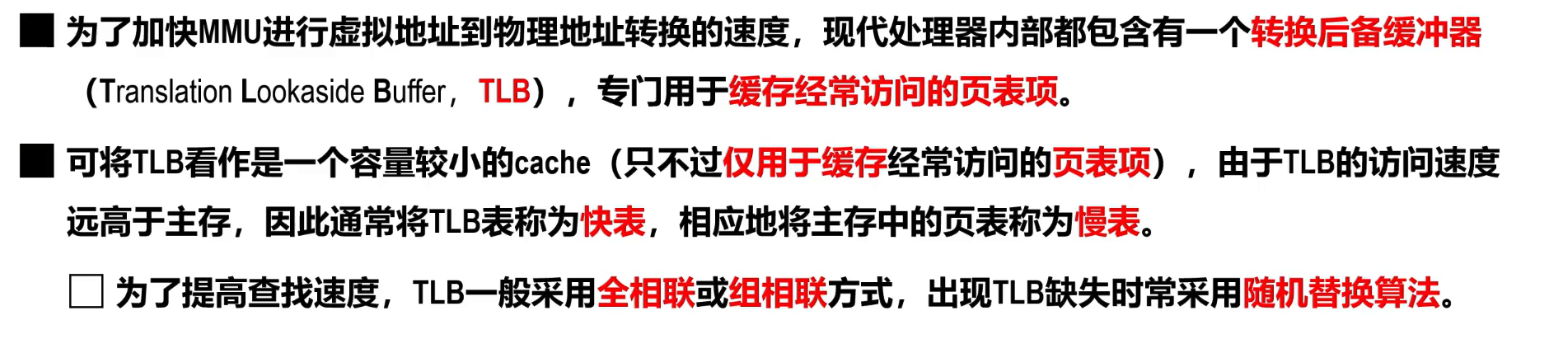 ■ 为了加快MMU进行虚拟地址到物理地址转换的速度，现代处理器内部都包含有一个转换后备缓冲器
（Translation Lookaside Buffer，TLB），专门用于缓存经常访问的页表项。
■ 可将TLB看作是一个容量较小的cache（只不过仅用于缓存经常访问的页表项），由于TLB的访问速度
远高于主存，因此通常将TLB表称为快表，相应地将主存中的页表称为慢表。
□ 为了提高查找速度，TLB一般采用全相联或组相联方式，出现TLB缺失时常采用随机替换算法。